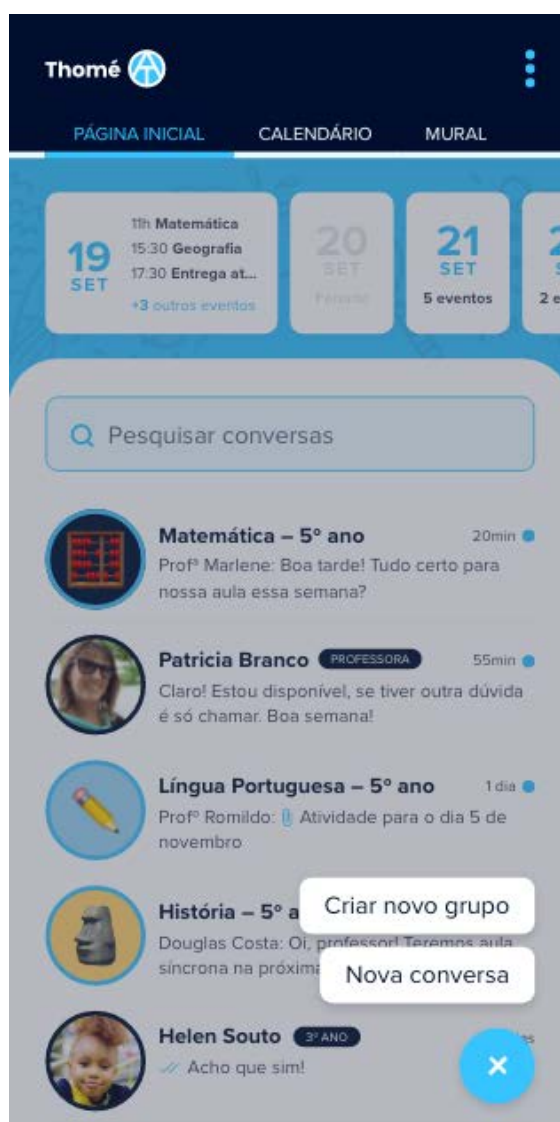 Thomé
PÁGINA INICIAL CALENDÁRIO MURAL
19
SET
11h Matemática
15:30 Geografia
17:30 Entrega at...
+3 outros eventos
20
SET
Feriado
21
SET
5 eventos
2 e
Pesquisar conversas
Matemática – 5º ano 20min
Profª Marlene: Boa tarde! Tudo certo para
nossa aula essa semana?
Patricia Branco PROFESSORA 55min
Claro! Estou disponível, se tiver outra dúvida
é só chamar. Boa semana!
Língua Portuguesa – 5º ano 1 dia
Profº Romildo: Atividade para o dia 5 de
novembro
História – 5º a
Douglas Costa: Oi, professor! Teremos aula
síncrona na próxima
Criar novo grupo
Nova conversa
Helen Souto 3º ANO
Acho que sim!